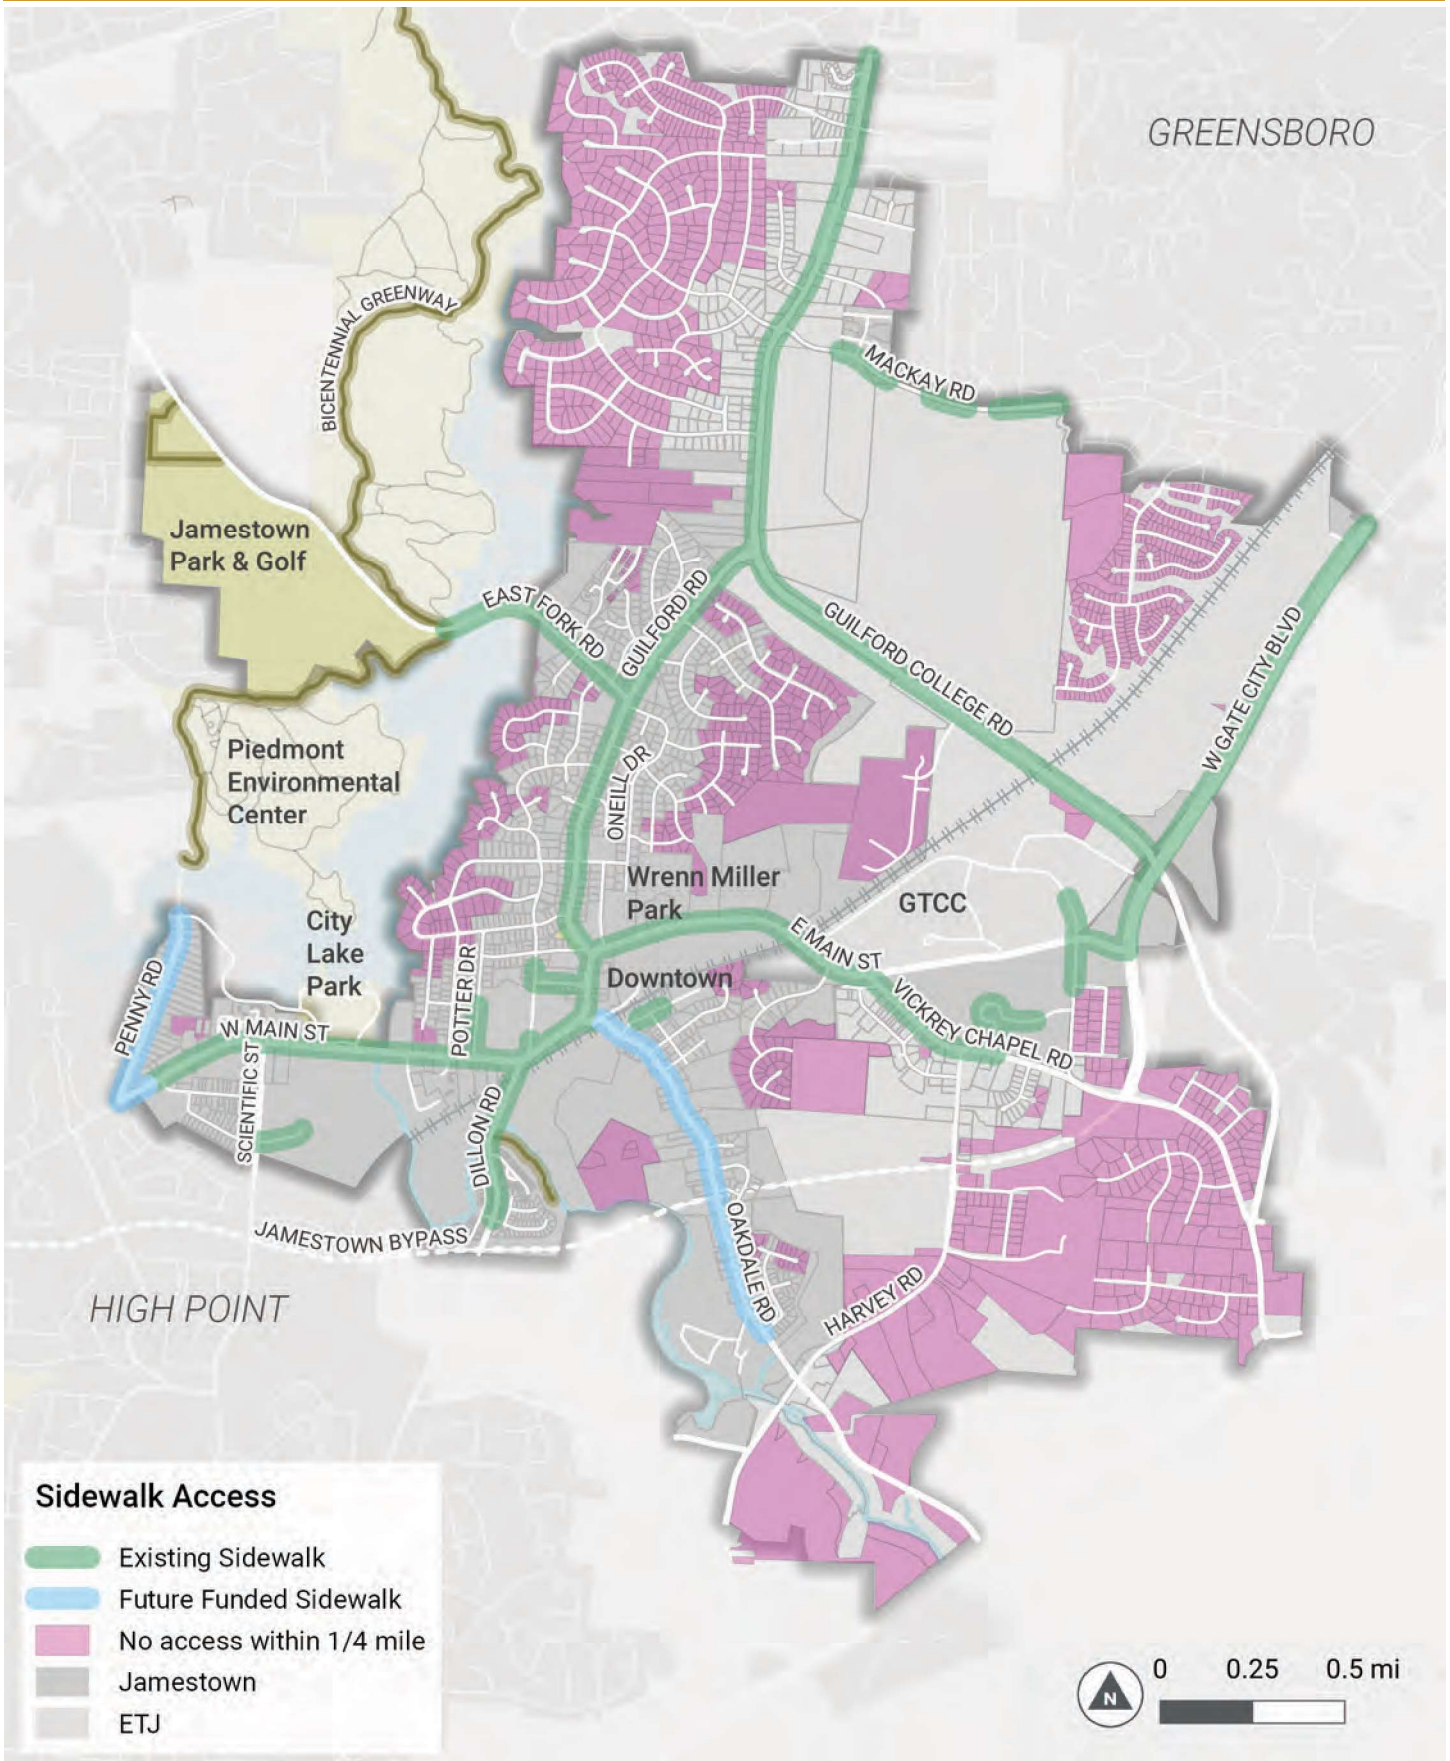 GREENSBORO
BICENTENNIAL GREENWAY
MACKAY RD
Jamestown
Park & Golf
EAST FORK RD
GUILFORD RD
GUILFORD COLLEGE RD
W GATE CITY BLVD
Piedmont
Environmental
Center
ONEILL DR
Wrenn Miller
Park
GTCC
City
Lake
Park
E MAIN ST
Downtown
POTTER DR
PENNY RD
W MAIN ST
VICKREY CHAPEL RD
SCIENTIFIC ST
DILLON RD
JAMESTOWN BYPASS
OAKDALE RD
HARVEY RD
HIGH POINT
Sidewalk Access
Existing Sidewalk
Future Funded Sidewalk
No access within 1/4 mile
Jamestown
ETJ
N
0 0.25 0.5 mi